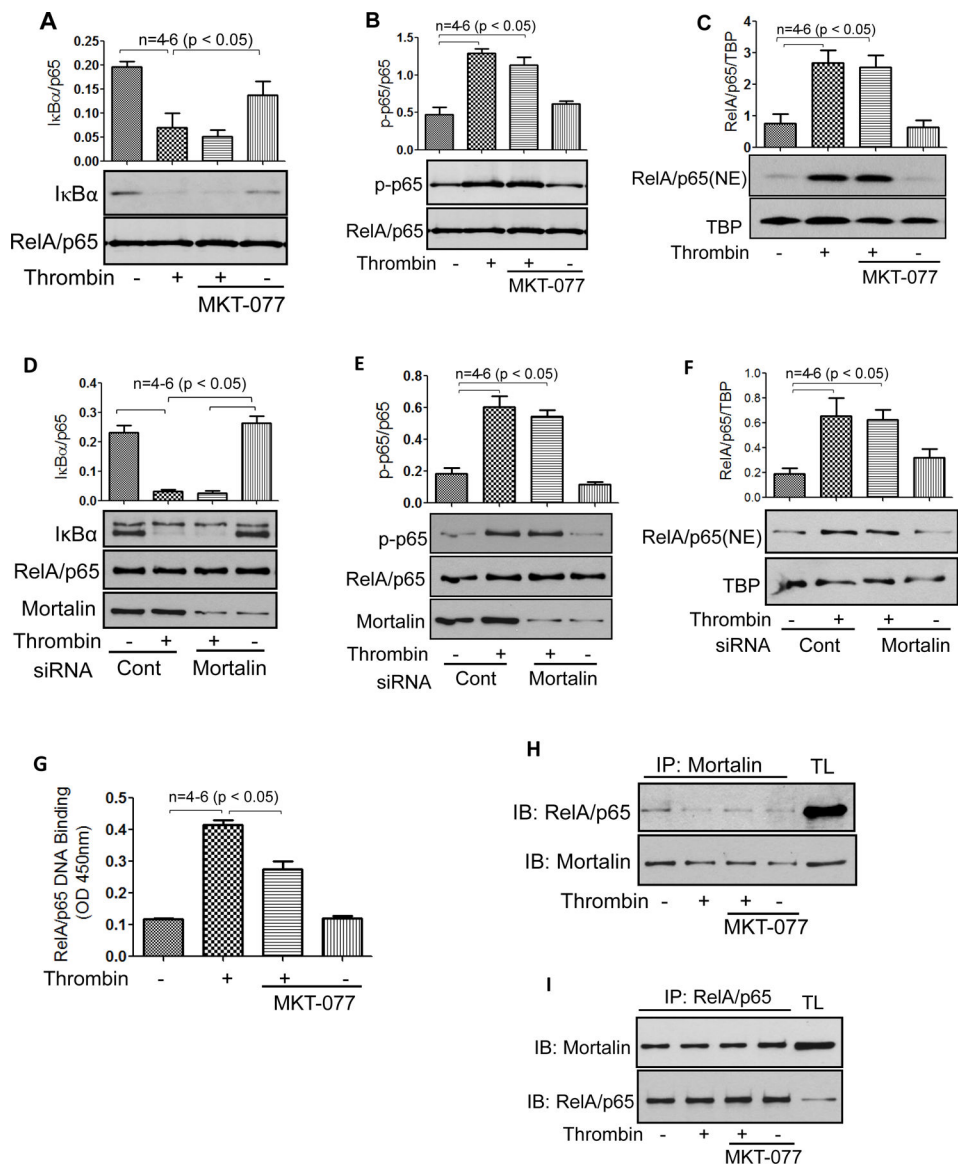 A
n=4-6 (p < 0.05)
IκBα/p65
0.20
0.15
0.10
0.05
0.00
IκBα
RelA/p65
Thrombin - + + -
MKT-077
B
n=4-6 (p < 0.05)
p-p65/p65
1.5
1.0
0.5
0.0
p-p65
RelA/p65
Thrombin - + + -
MKT-077
C
n=4-6 (p < 0.05)
RelA/p65/TBP
4
3
2
1
0
RelA/p65(NE)
TBP
Thrombin - + + -
MKT-077
D
n=4-6 (p < 0.05)
IκBα/p65
0.4
0.3
0.2
0.1
0.0
IκBα
RelA/p65
Mortalin
Thrombin - + + -
siRNA Cont Mortalin
E
n=4-6 (p < 0.05)
p-p65/p65
0.6
0.4
0.2
0.0
p-p65
RelA/p65
Mortalin
Thrombin - + + -
siRNA Cont Mortalin
F
n=4-6 (p < 0.05)
RelA/p65/TBP
1.0
0.8
0.6
0.4
0.2
0.0
RelA/p65(NE)
TBP
Thrombin - + + -
siRNA Cont Mortalin
G
n=4-6 (p < 0.05)
RelA/p65 DNA Binding
(OD 450nm)
0.5
0.4
0.3
0.2
0.1
0.0
Thrombin - + + -
MKT-077
H
IP: Mortalin TL
IB: RelA/p65
IB: Mortalin
Thrombin - + + -
MKT-077
I
IP: RelA/p65 TL
IB: Mortalin
IB: RelA/p65
Thrombin - + + -
MKT-077